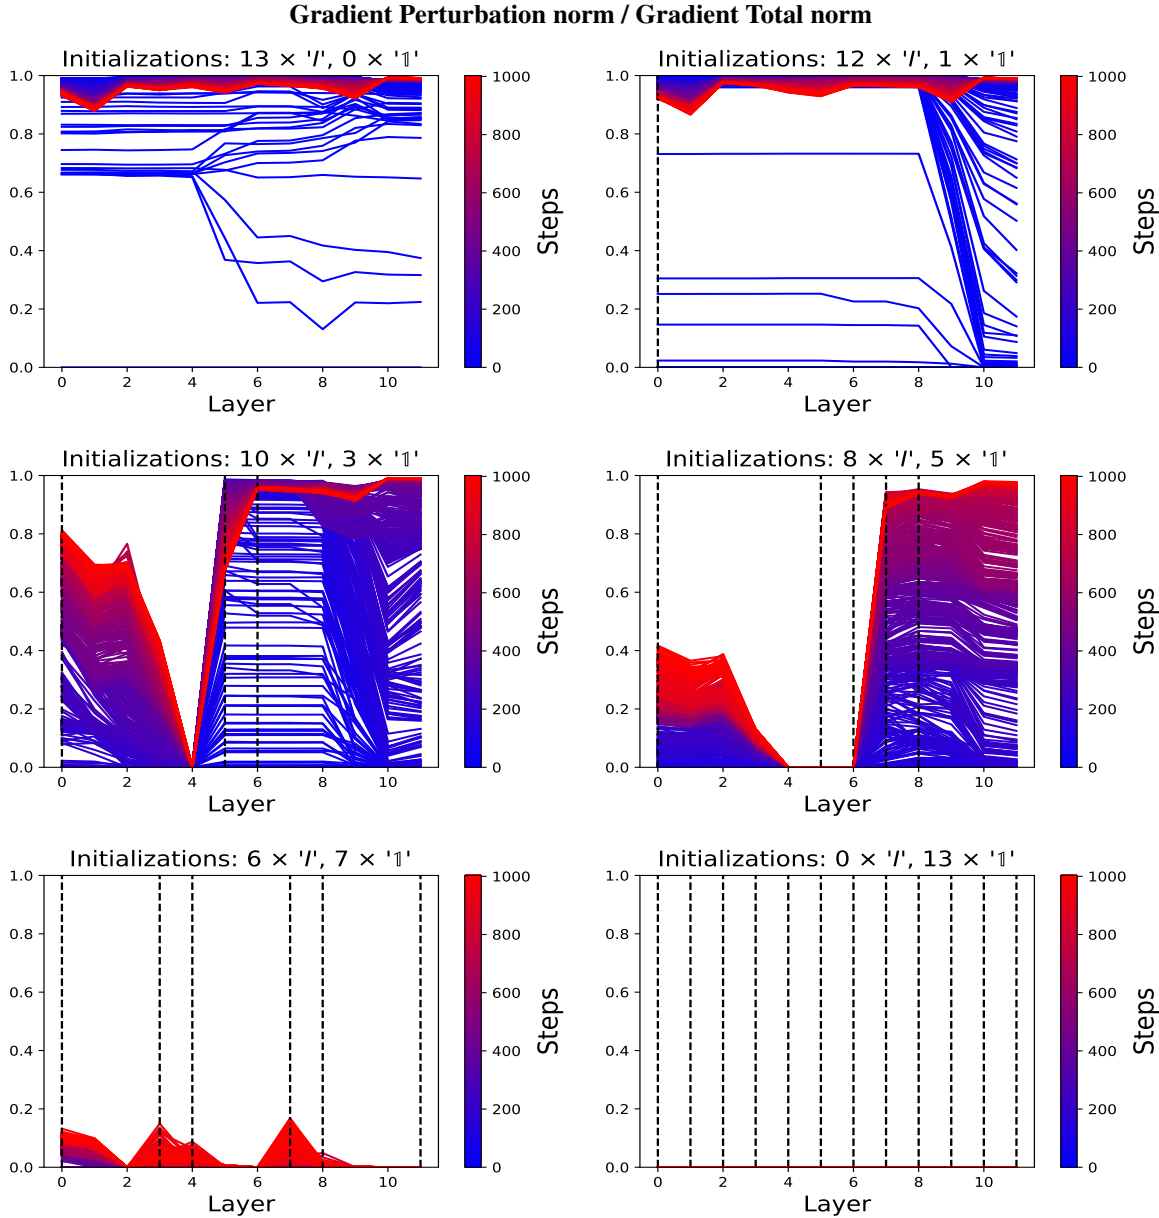 Gradient Perturbation norm / Gradient Total norm
Initializations: 13 × 'I', 0 × '𝟙'
Initializations: 12 × 'I', 1 × '𝟙'
1.0
0.8
0.6
0.4
0.2
0.0
0 2 4 6 8 10
Layer
1000
800
600
400
200
0
Steps
1.0
0.8
0.6
0.4
0.2
0.0
0 2 4 6 8 10
Layer
1000
800
600
400
200
0
Steps
Initializations: 10 × 'I', 3 × '𝟙'
Initializations: 8 × 'I', 5 × '𝟙'
1.0
0.8
0.6
0.4
0.2
0.0
0 2 4 6 8 10
Layer
1000
800
600
400
200
0
Steps
1.0
0.8
0.6
0.4
0.2
0.0
0 2 4 6 8 10
Layer
1000
800
600
400
200
0
Steps
Initializations: 6 × 'I', 7 × '𝟙'
Initializations: 0 × 'I', 13 × '𝟙'
1.0
0.8
0.6
0.4
0.2
0.0
0 2 4 6 8 10
Layer
1000
800
600
400
200
0
Steps
1.0
0.8
0.6
0.4
0.2
0.0
0 2 4 6 8 10
Layer
1000
800
600
400
200
0
Steps